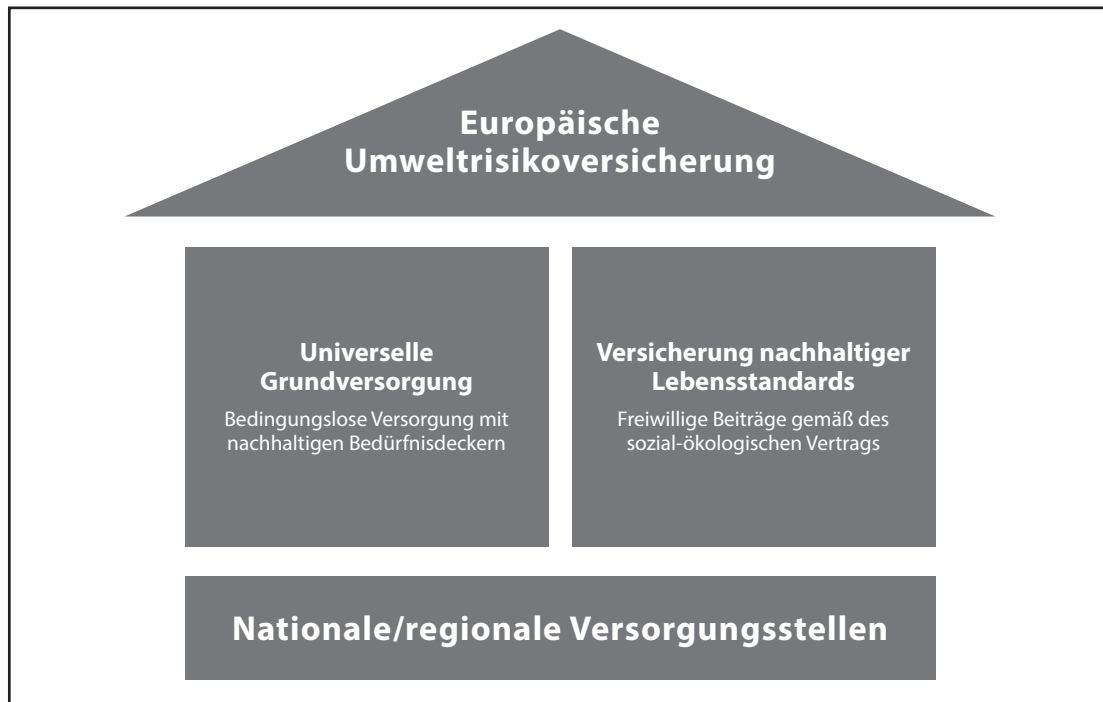 Europäische
Umweltrisikoversicherung
Universelle
Grundversorgung
Bedingungslose Versorgung mit
nachhaltigen Bedürfnisdeckern
Versicherung nachhaltiger
Lebensstandards
Freiwillige Beiträge gemäß des
sozial-ökologischen Vertrags
Nationale/regionale Versorgungsstellen